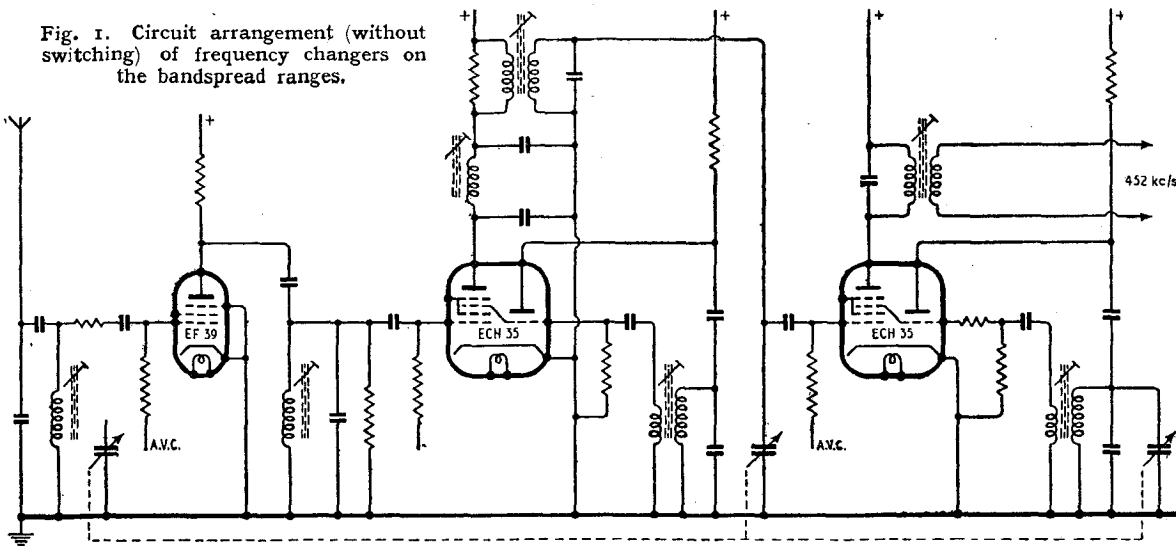 Fig. 1. Circuit arrangement (without
switching) of frequency changers on
the bandspread ranges.
+
+
+
+
+
452 kc/s
EF 39
ECH 35
ECH 35
A.V.C.
A.V.C.